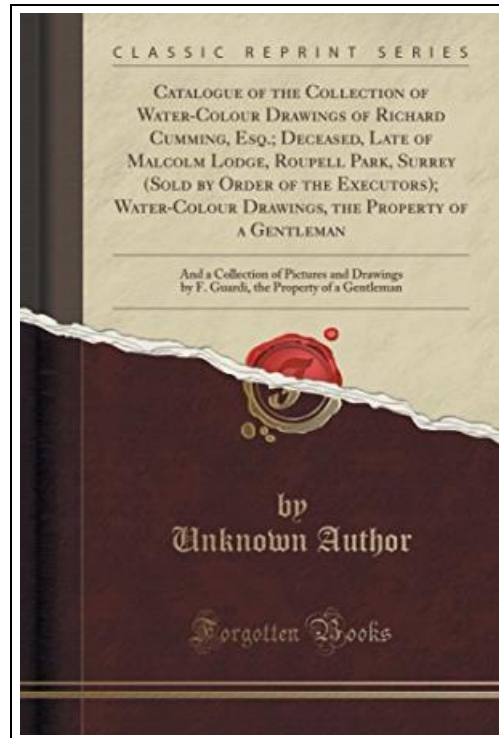 CLASSIC REPRINT SERIES
CATALOGUE OF THE COLLECTION OF
WATER-COLOUR DRAWINGS OF RICHARD
CUMMING, ESQ.; DECEASED, LATE OF
MALCOLM LODGE, ROUPELL PARK, SURREY
(SOLD BY ORDER OF THE EXECUTORS);
WATER-COLOUR DRAWINGS, THE PROPERTY OF
A GENTLEMAN
And a Collection of Pictures and Drawings
by F. Guardi, the Property of a Gentleman
by
Unknown Author
Forgotten Books